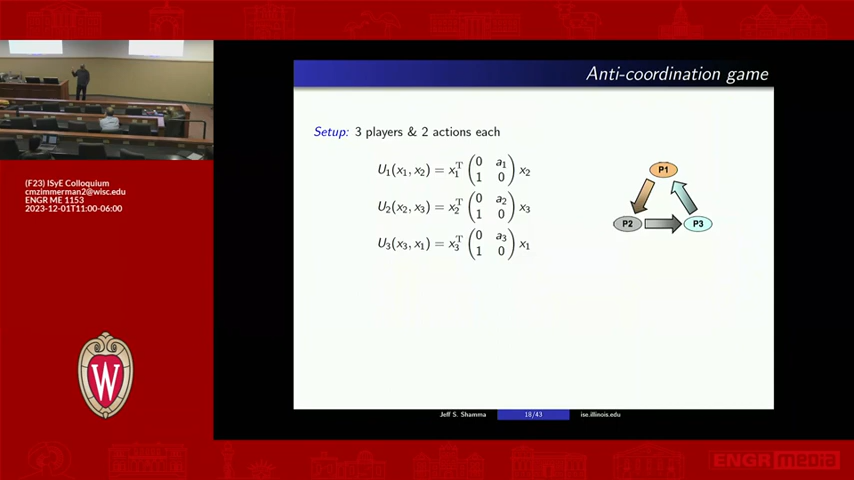 Anti-coordination game
Setup: 3 players & 2 actions each
U₁(x₁, x₂) = x₁ᵀ ( 0 a₁ ; 1 0 ) x₂
U₂(x₂, x₃) = x₂ᵀ ( 0 a₂ ; 1 0 ) x₃
U₃(x₃, x₁) = x₃ᵀ ( 0 a₃ ; 1 0 ) x₁
P1
P2
P3
(F23) ISyE Colloquium
cmzimmerman2@wisc.edu
ENGR ME 1153
2023-12-01T11:00-06:00
W
Jeff S. Shamma
18/43
ise.illinois.edu
ENGR media